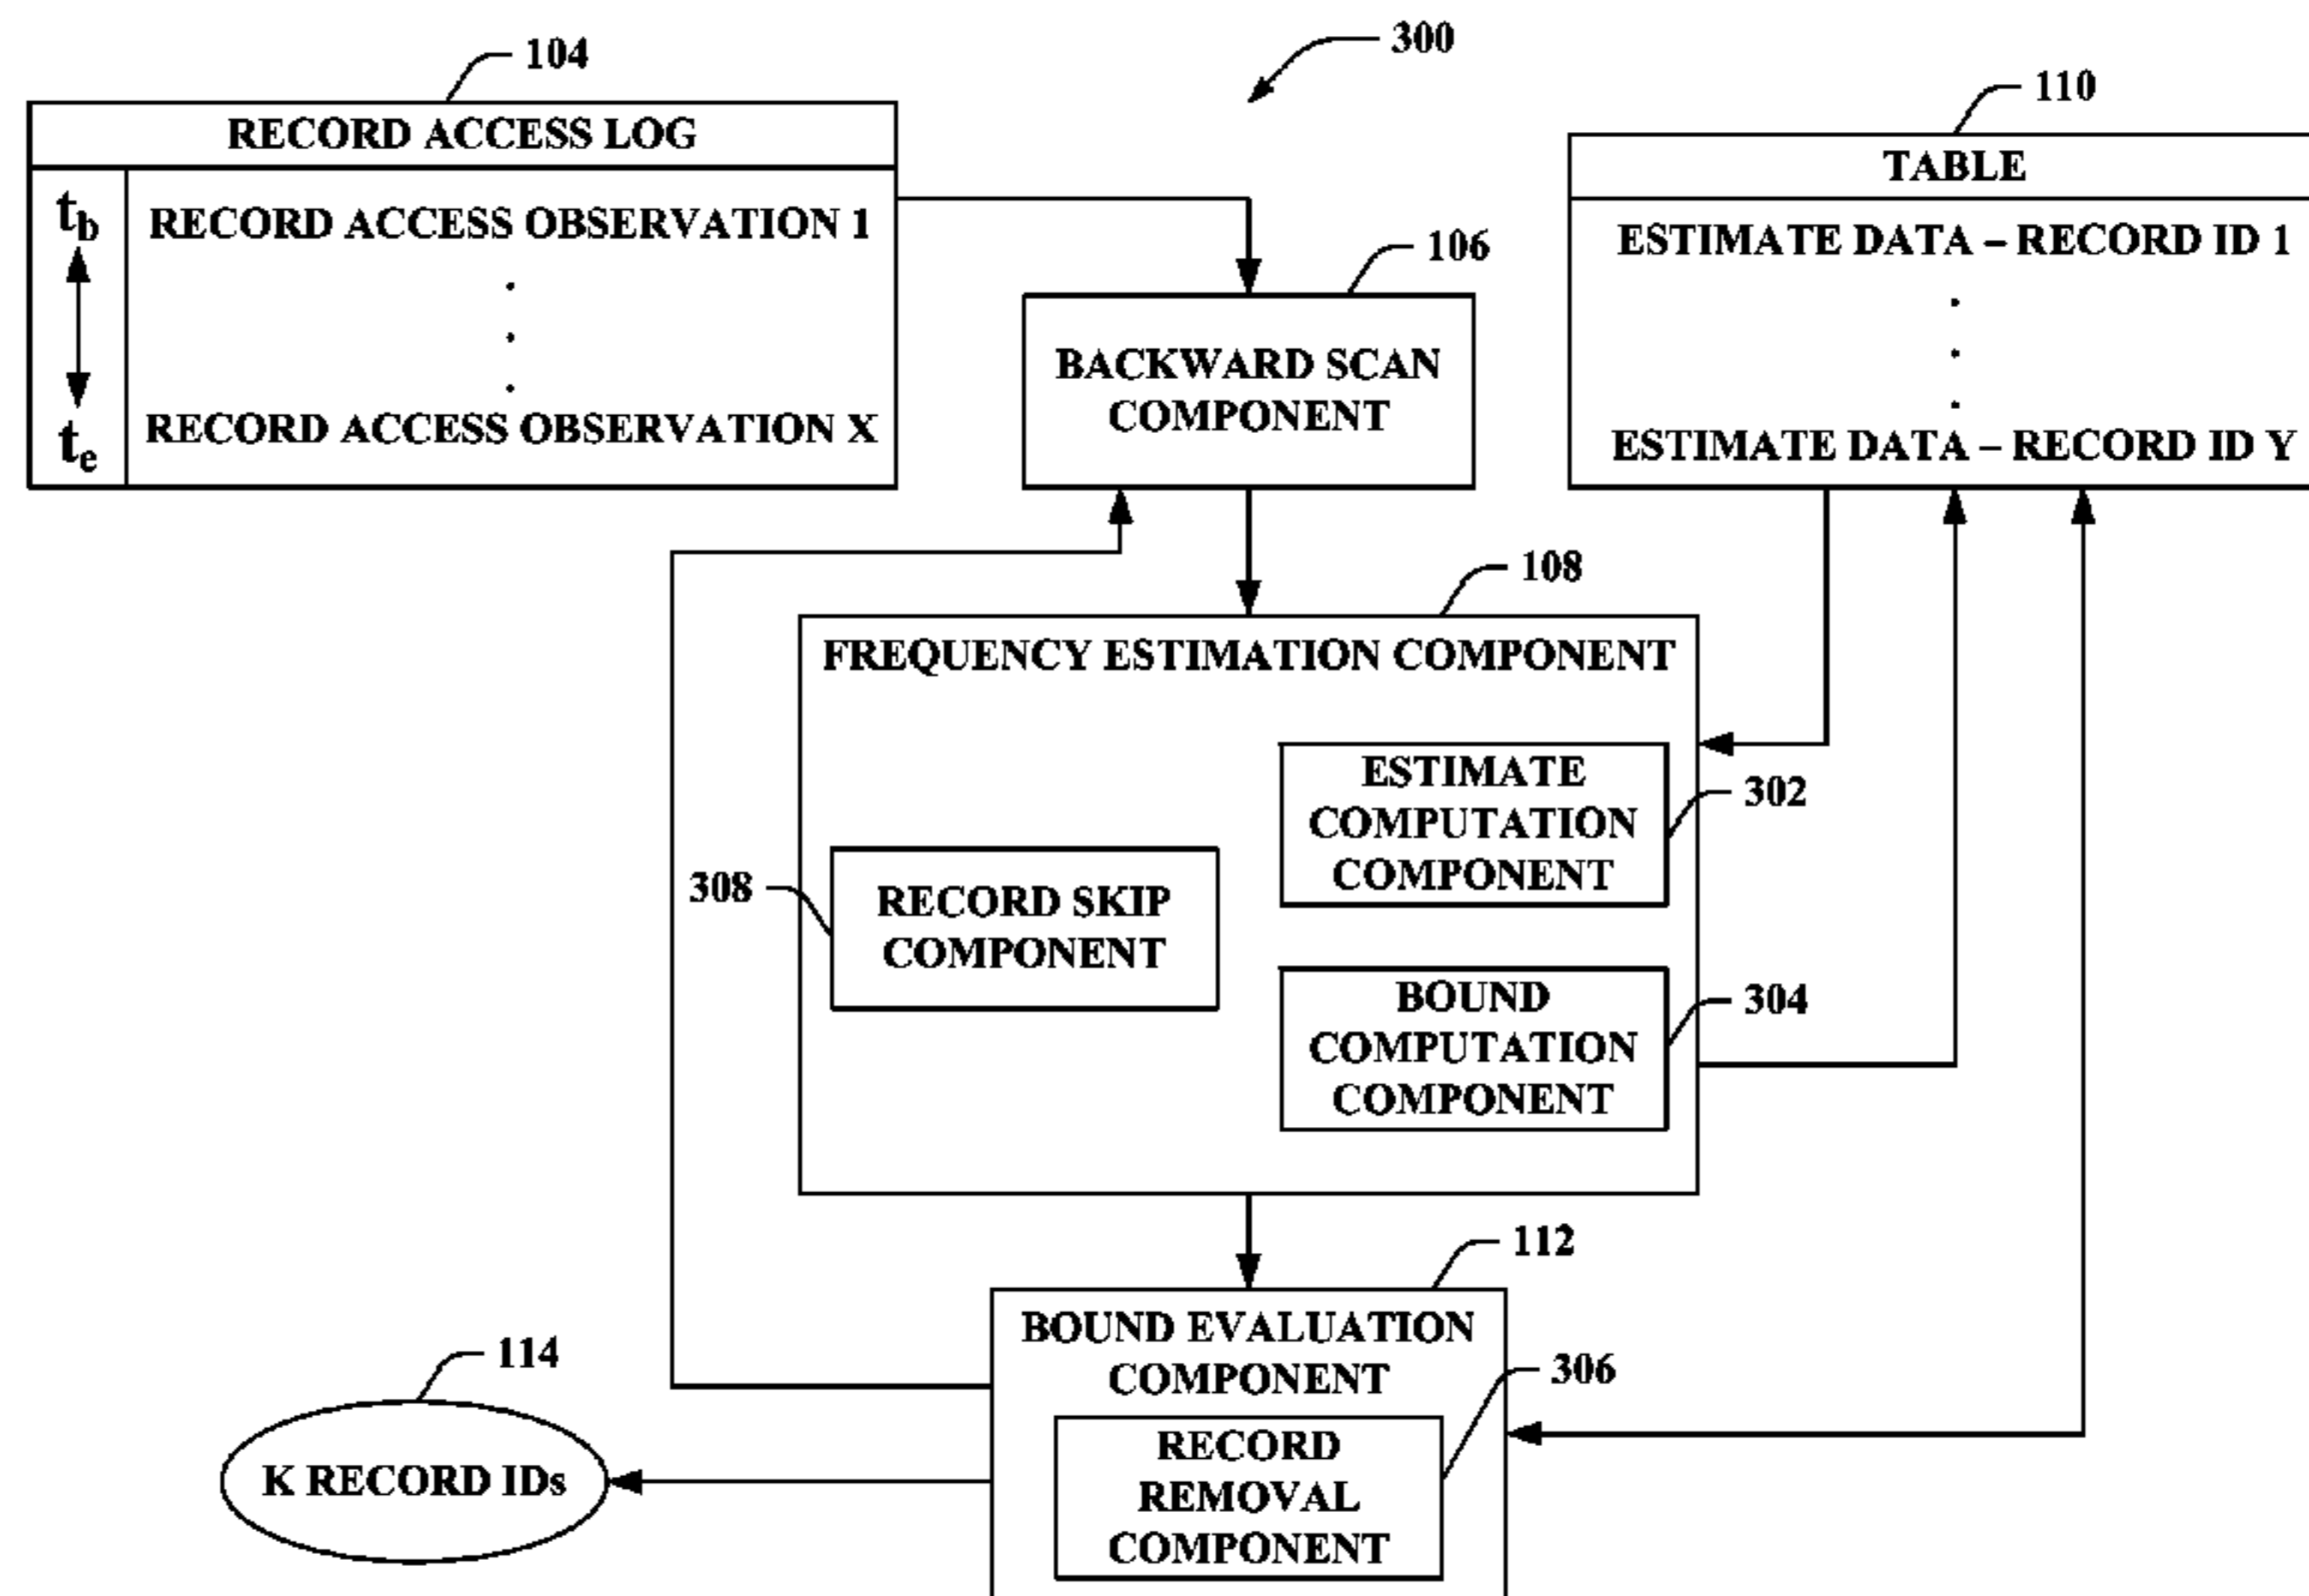 300
104
110
RECORD ACCESS LOG
TABLE
tb
RECORD ACCESS OBSERVATION 1
.
.
.
te
RECORD ACCESS OBSERVATION X
ESTIMATE DATA – RECORD ID 1
.
.
.
ESTIMATE DATA – RECORD ID Y
106
BACKWARD SCAN
COMPONENT
108
FREQUENCY ESTIMATION COMPONENT
ESTIMATE
COMPUTATION
COMPONENT
302
308
RECORD SKIP
COMPONENT
BOUND
COMPUTATION
COMPONENT
304
112
BOUND EVALUATION
COMPONENT
306
RECORD
REMOVAL
COMPONENT
114
K RECORD IDs